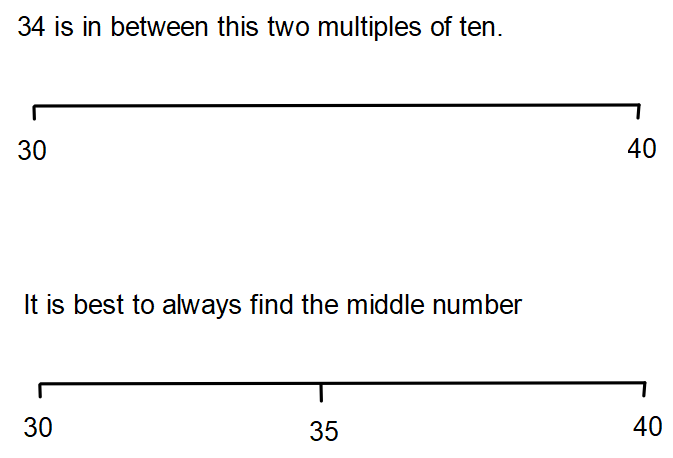 34 is in between this two multiples of ten.
30 40
It is best to always find the middle number
30 35 40